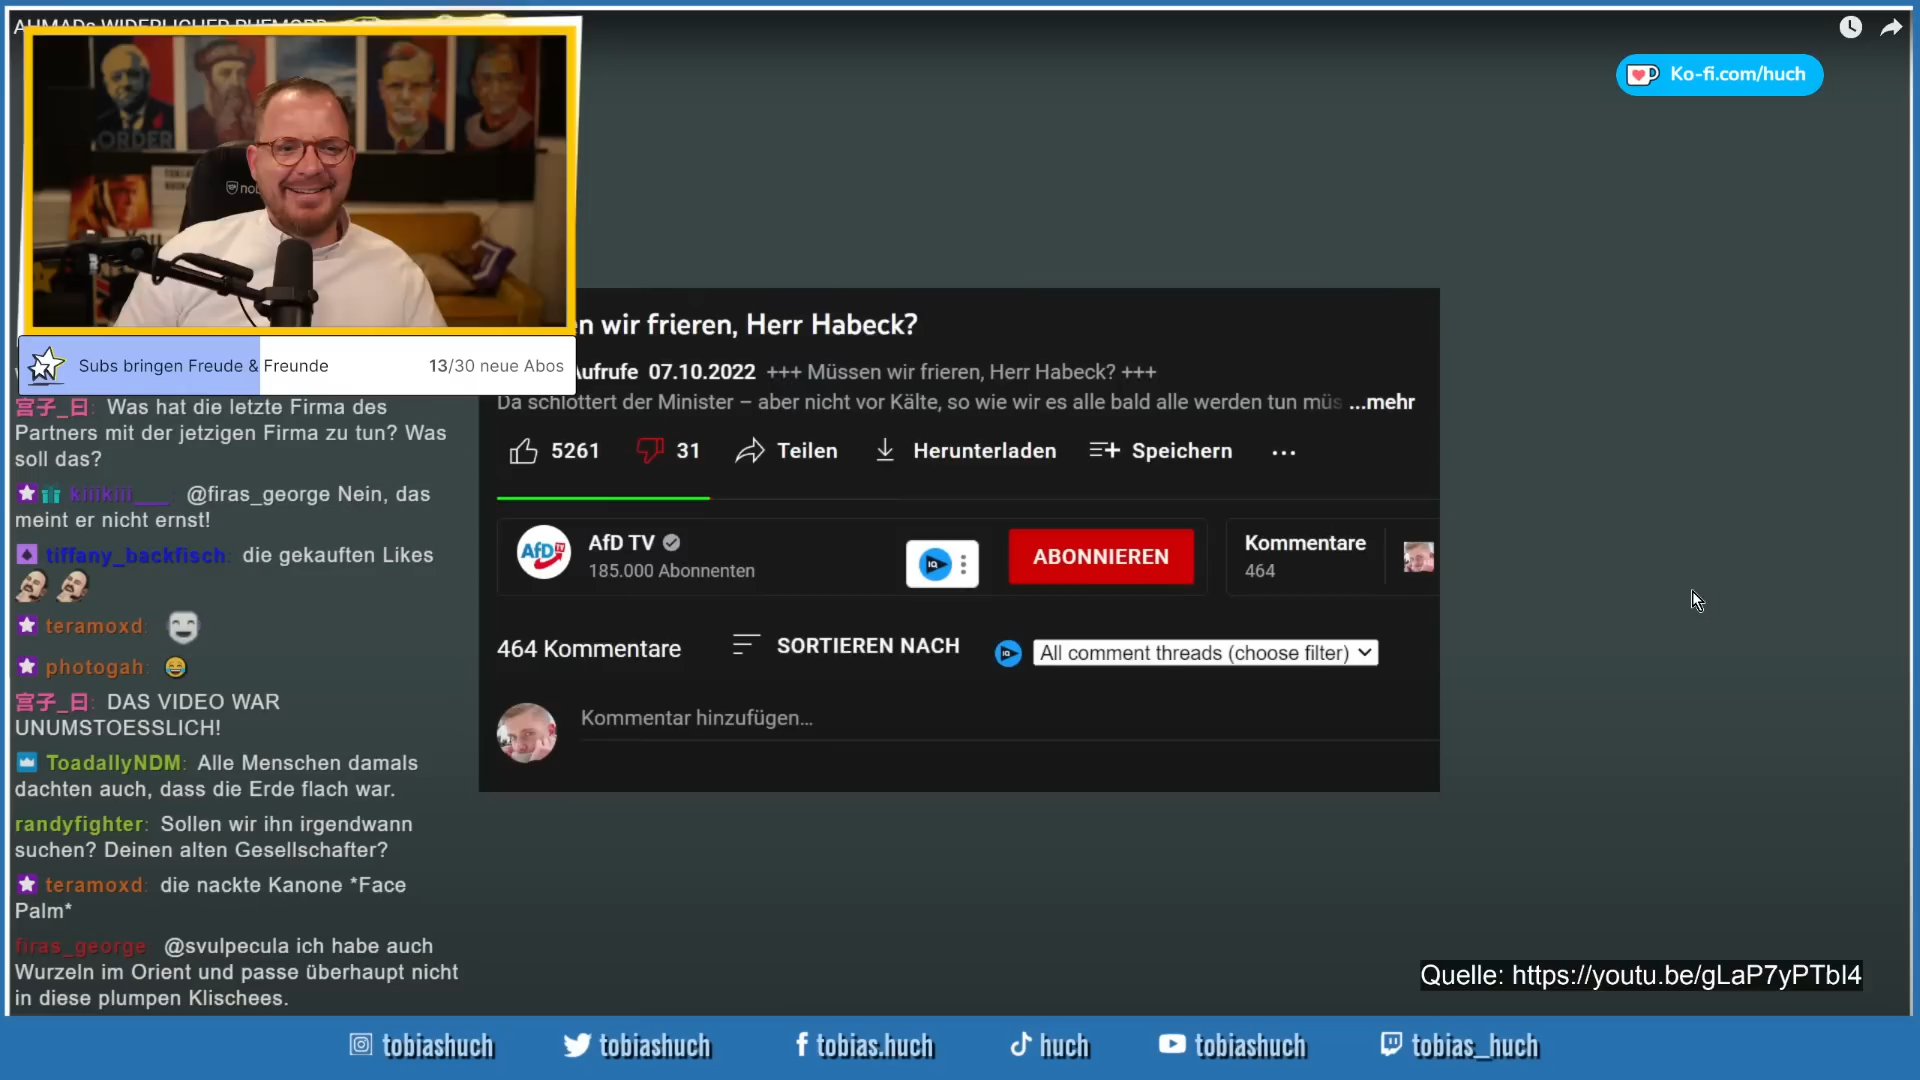 ORDER
nob
Ko-fi.com/huch
Subs bringen Freude & Freunde
13/30 neue Abos
en wir frieren, Herr Habeck?
Aufrufe 07.10.2022 +++ Müssen wir frieren, Herr Habeck? +++
Da schlottert der Minister – aber nicht vor Kälte, so wie wir es alle bald alle werden tun müs ...mehr
5261 31 Teilen Herunterladen Speichern ...
AfD TV
185.000 Abonnenten
ABONNIEREN
Kommentare
464
464 Kommentare
SORTIEREN NACH
All comment threads (choose filter)
Kommentar hinzufügen...
宮子_曰: Was hat die letzte Firma des
Partners mit der jetzigen Firma zu tun? Was
soll das?
kiiikiii___ @firas_george Nein, das
meint er nicht ernst!
tiffany_backfisch: die gekauften Likes
teramoxd:
photogah:
宮子_曰: DAS VIDEO WAR
UNUMSTOESSLICH!
ToadallyNDM: Alle Menschen damals
dachten auch, dass die Erde flach war.
randyfighter: Sollen wir ihn irgendwann
suchen? Deinen alten Gesellschafter?
teramoxd: die nackte Kanone *Face
Palm*
firas_george: @svulpecula ich habe auch
Wurzeln im Orient und passe überhaupt nicht
in diese plumpen Klischees.
Quelle: https://youtu.be/gLaP7yPTbI4
tobiashuch
tobiashuch
tobias.huch
huch
tobiashuch
tobias_huch